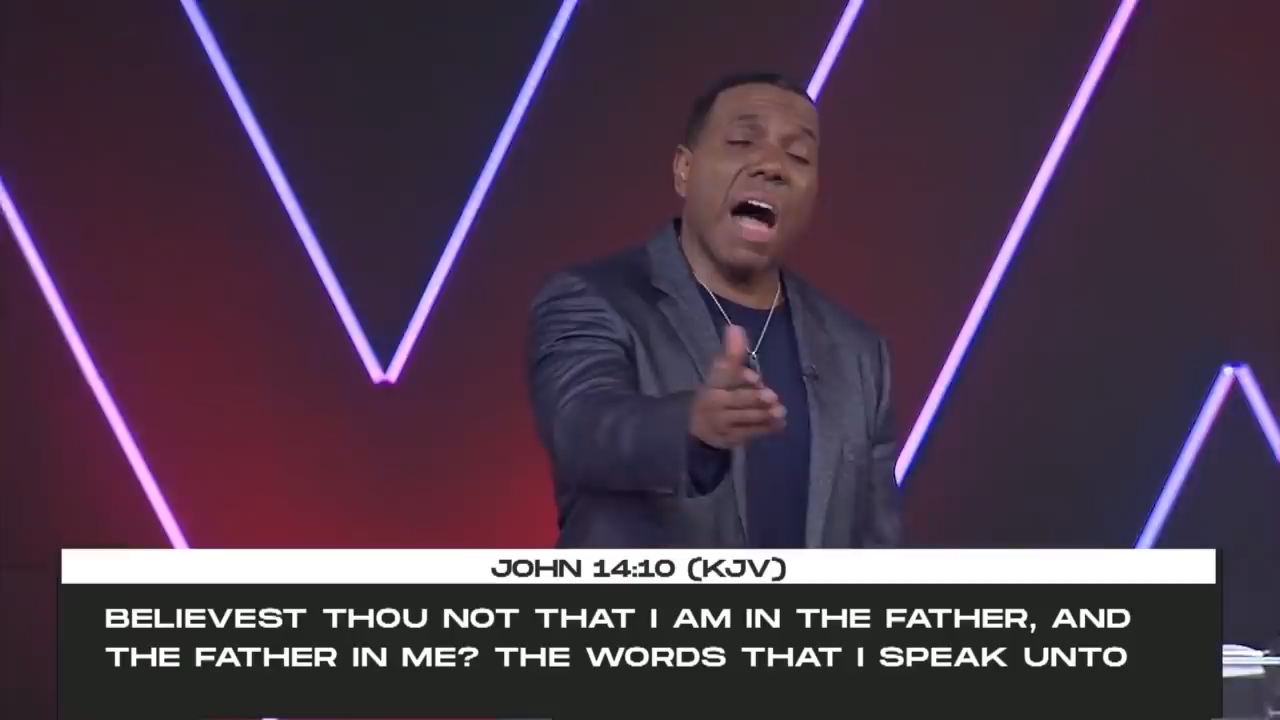 JOHN 14:10 (KJV)
BELIEVEST THOU NOT THAT I AM IN THE FATHER, AND
THE FATHER IN ME? THE WORDS THAT I SPEAK UNTO